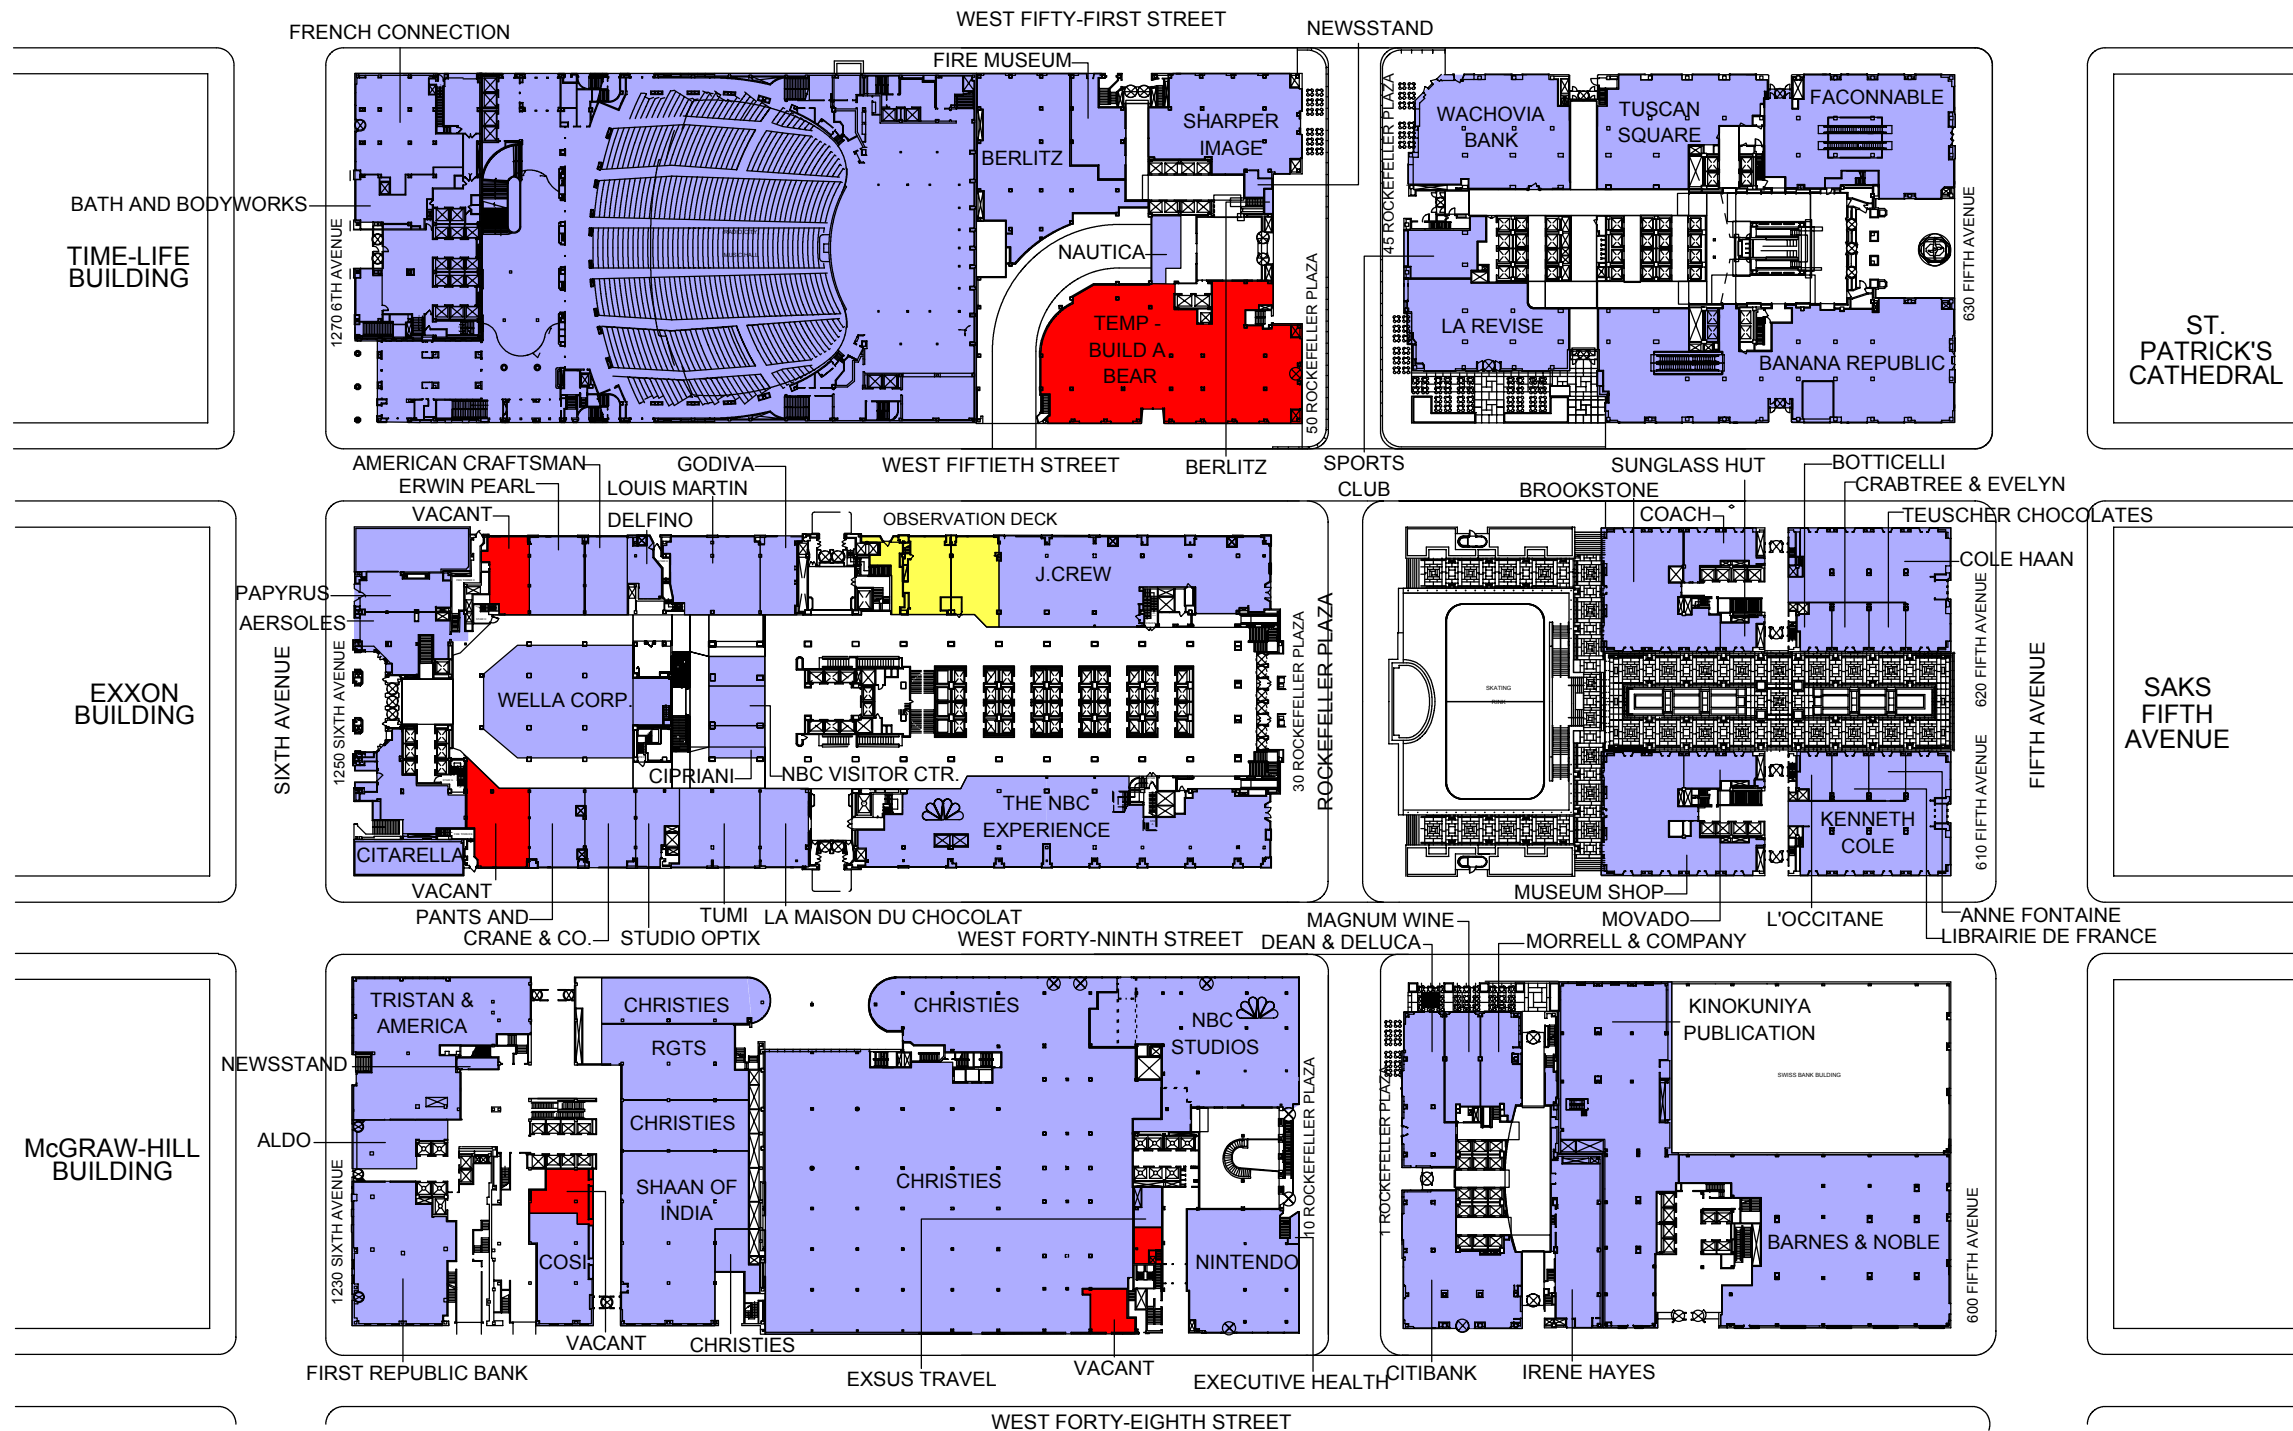 WEST FIFTY-FIRST STREET
FRENCH CONNECTION
NEWSSTAND
FIRE MUSEUM
SHARPER
IMAGE
BERLITZ
WACHOVIA
BANK
TUSCAN
SQUARE
FACONNABLE
BATH AND BODYWORKS
TIME-LIFE
BUILDING
1270 6TH AVENUE
RADIO CITY
MUSIC HALL
NAUTICA
TEMP -
BUILD A
BEAR
50 ROCKEFELLER PLAZA
45 ROCKEFELLER PLAZA
LA REVISE
BANANA REPUBLIC
630 FIFTH AVENUE
ST.
PATRICK'S
CATHEDRAL
WEST FIFTIETH STREET
BERLITZ
SPORTS
CLUB
AMERICAN CRAFTSMAN
ERWIN PEARL
VACANT
GODIVA
LOUIS MARTIN
DELFINO
OBSERVATION DECK
J.CREW
SUNGLASS HUT
BROOKSTONE
COACH
BOTTICELLI
CRABTREE & EVELYN
TEUSCHER CHOCOLATES
COLE HAAN
PAPYRUS
AERSOLES
EXXON
BUILDING
SIXTH AVENUE
1250 SIXTH AVENUE
WELLA CORP.
CIPRIANI
NBC VISITOR CTR.
THE NBC
EXPERIENCE
30 ROCKEFELLER PLAZA
ROCKEFELLER PLAZA
SKATING
RINK
620 FIFTH AVENUE
610 FIFTH AVENUE
FIFTH AVENUE
SAKS
FIFTH
AVENUE
KENNETH
COLE
CITARELLA
VACANT
PANTS AND
CRANE & CO.
STUDIO OPTIX
TUMI
LA MAISON DU CHOCOLAT
MUSEUM SHOP
MOVADO
L'OCCITANE
ANNE FONTAINE
LIBRAIRIE DE FRANCE
WEST FORTY-NINTH STREET
MAGNUM WINE
DEAN & DELUCA
MORRELL & COMPANY
TRISTAN &
AMERICA
CHRISTIES
CHRISTIES
RGTS
NBC
STUDIOS
KINOKUNIYA
PUBLICATION
SWISS BANK BUILDING
NEWSSTAND
ALDO
McGRAW-HILL
BUILDING
1230 SIXTH AVENUE
CHRISTIES
SHAAN OF
INDIA
CHRISTIES
COSI
NINTENDO
10 ROCKEFELLER PLAZA
1 ROCKEFELLER PLAZA
BARNES & NOBLE
600 FIFTH AVENUE
VACANT
CHRISTIES
FIRST REPUBLIC BANK
EXSUS TRAVEL
VACANT
EXECUTIVE HEALTH
CITIBANK
IRENE HAYES
WEST FORTY-EIGHTH STREET